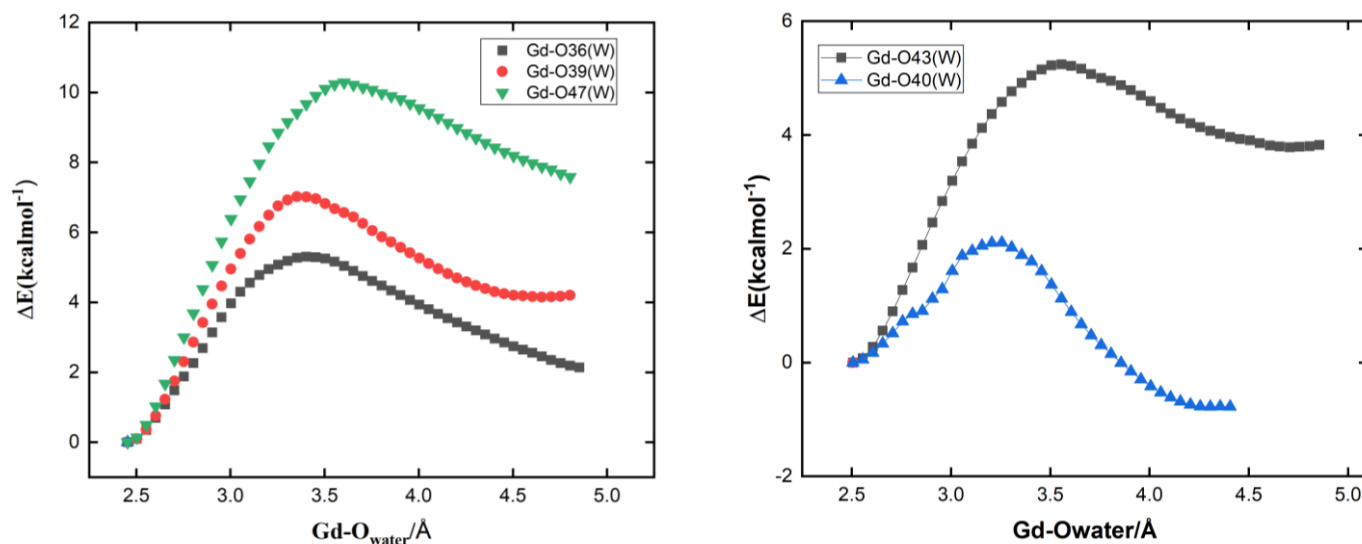 12
10
8
6
4
2
0
ΔE(kcalmol⁻¹)
Gd-O36(W)
Gd-O39(W)
Gd-O47(W)
2.5 3.0 3.5 4.0 4.5 5.0
Gd-Owater/Å
6
4
2
0
-2
ΔE(kcalmol⁻¹)
Gd-O43(W)
Gd-O40(W)
2.5 3.0 3.5 4.0 4.5 5.0
Gd-Owater/Å